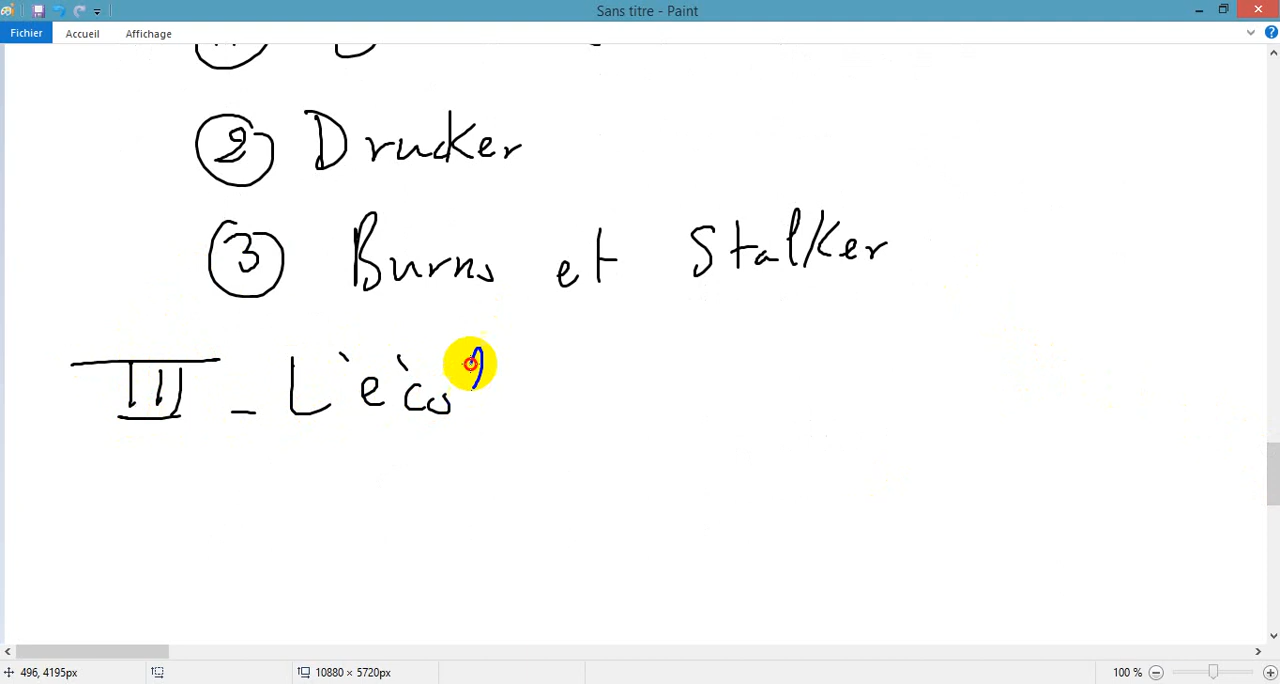 Sans titre - Paint
Fichier Accueil Affichage
② Drucker
③ Burns et Stalker
III - L'éco
496, 4195px 10880 × 5720px 100 %